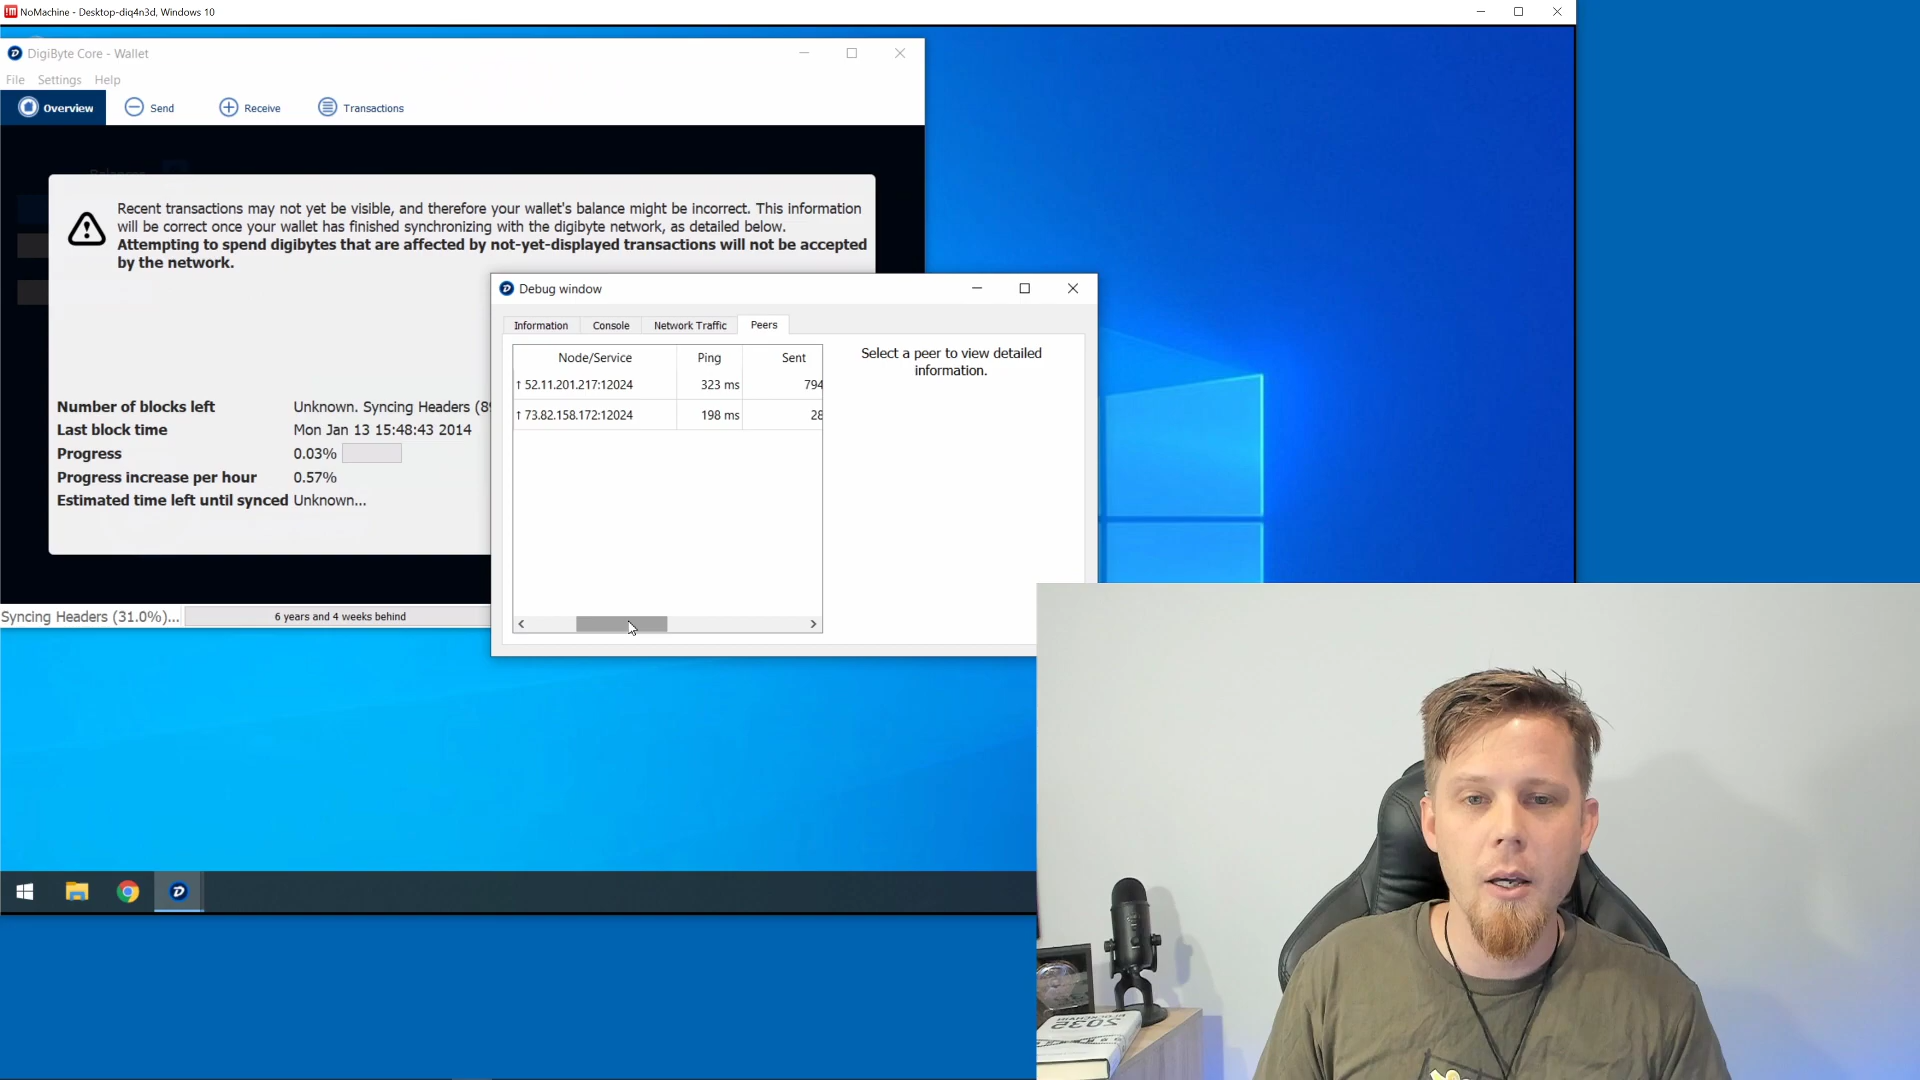 NoMachine - Desktop-diq4n3d, Windows 10
DigiByte Core - Wallet
File Settings Help
Overview Send Receive Transactions
Recent transactions may not yet be visible, and therefore your wallet's balance might be incorrect. This information
will be correct once your wallet has finished synchronizing with the digibyte network, as detailed below.
Attempting to spend digibytes that are affected by not-yet-displayed transactions will not be accepted
by the network.
Number of blocks left Unknown. Syncing Headers (
Last block time Mon Jan 13 15:48:43 2014
Progress 0.03%
Progress increase per hour 0.57%
Estimated time left until synced Unknown...
Syncing Headers (31.0%)... 6 years and 4 weeks behind
Debug window
Information Console Network Traffic Peers
Node/Service Ping Sent
↑ 52.11.201.217:12024 323 ms 794
↑ 73.82.158.172:12024 198 ms 28
Select a peer to view detailed
information.
2035